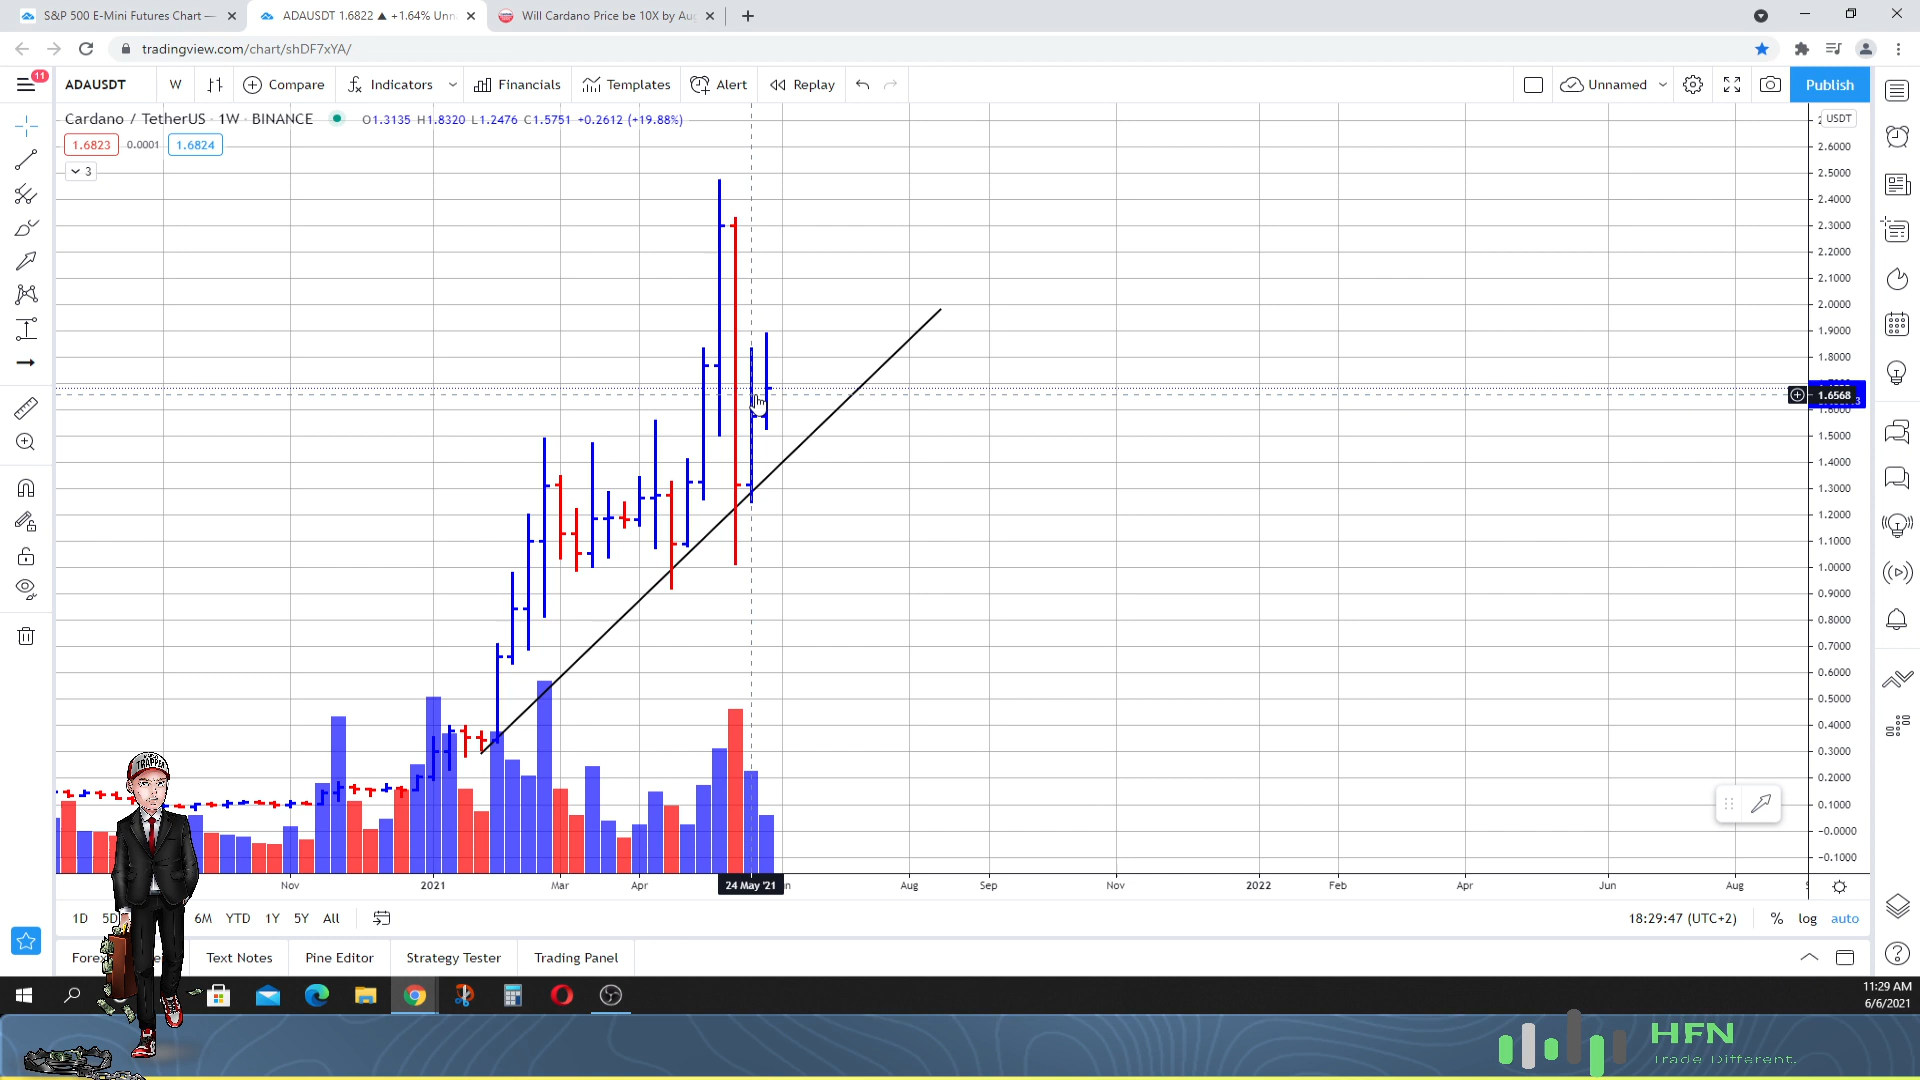 S&P 500 E-Mini Futures Chart —
ADAUSDT 1.6822 ▲ +1.64% Unn
Will Cardano Price be 10X by Au
tradingview.com/chart/shDF7xYA/
11
ADAUSDT W Compare Indicators Financials Templates Alert Replay Unnamed Publish
Cardano / TetherUS · 1W · BINANCE O1.3135 H1.8320 L1.2476 C1.5751 +0.2612 (+19.88%)
1.6823 0.0001 1.6824
3
USDT
2.6000
2.5000
2.4000
2.3000
2.2000
2.1000
2.0000
1.9000
1.8000
1.6568
1.6000
1.5000
1.4000
1.3000
1.2000
1.1000
1.0000
0.9000
0.8000
0.7000
0.6000
0.5000
0.4000
0.3000
0.2000
0.1000
-0.0000
-0.1000
TRAPPER
Nov 2021 Mar Apr 24 May '21 Aug Sep Nov 2022 Feb Apr Jun Aug
1D 5D 6M YTD 1Y 5Y All 18:29:47 (UTC+2) % log auto
Text Notes Pine Editor Strategy Tester Trading Panel
11:29 AM
6/6/2021
HFN
Trade Different.